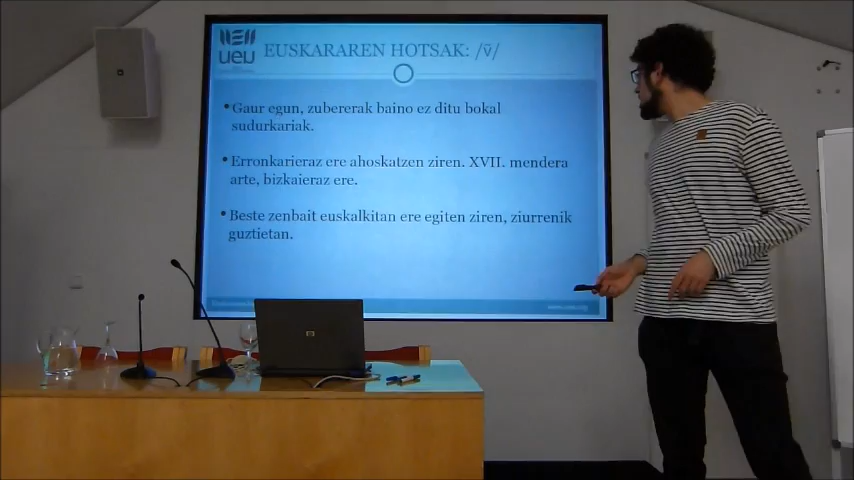 UEU
EUSKARAREN HOTSAK: /ṽ/
• Gaur egun, zubererak baino ez ditu bokal
sudurkariak.
• Erronkarieraz ere ahoskatzen ziren. XVII. mendera
arte, bizkaieraz ere.
• Beste zenbait euskalkitan ere egiten ziren, ziurrenik
guztietan.
hp